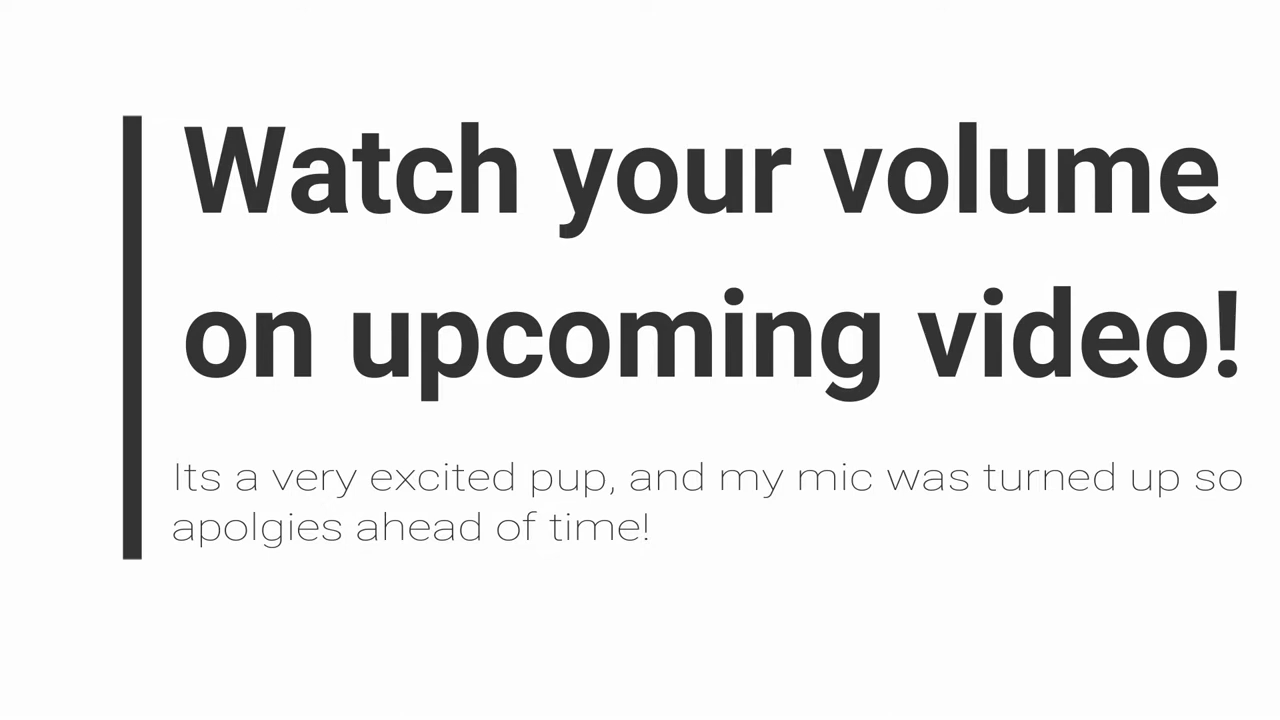 Watch your volume
on upcoming video!
Its a very excited pup, and my mic was turned up so
apolgies ahead of time!